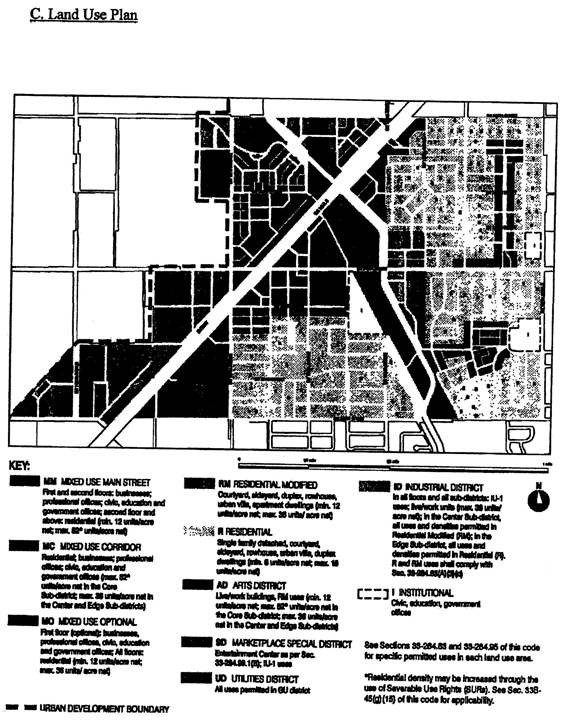 C. Land Use Plan
KEY:
MM MIXED USE MAIN STREET
First and second floors: businesses;
professional offices; civic, education and
government offices; second floor and
above: residential (min. 12 units/acre
net; max. 52* units/acre net)
MC MIXED USE CORRIDOR
Residential; businesses; professional
offices; civic, education and
government offices (max. 52*
units/acre net in the Core
Sub-district; max. 36 units/acre net in
the Center and Edge Sub-districts)
MO MIXED USE OPTIONAL
First floor (optional): businesses,
professional offices, civic, education
and government offices; All floors:
residential (min. 12 units/acre net;
max. 36 units/ acre net)
URBAN DEVELOPMENT BOUNDARY
RM RESIDENTIAL MODIFIED
Courtyard, sideyard, duplex, rowhouse,
urban villa, apartment dwellings (min. 12
units/acre net; max. 36 units/ acre net)
R RESIDENTIAL
Single family detached, courtyard,
sideyard, rowhouse, urban villa, duplex
dwellings (min. 6 units/acre net; max. 18
units/acre net)
AD ARTS DISTRICT
Live/work buildings, RM uses (min. 12
units/acre net; max. 52* units/acre net in
the Core Sub-district; max. 36 units/acre
net in the Center and Edge Sub-districts)
SD MARKETPLACE SPECIAL DISTRICT
Entertainment Center as per Sec.
33-284.99.1(B); IU-1 uses
UD UTILITIES DISTRICT
All uses permitted in GU district
ID INDUSTRIAL DISTRICT
In all floors and all sub-districts: IU-1
uses; live/work units (max. 36 units/
acre net); in the Center Sub-district,
all uses and densities permitted in
Residential Modified (RM); in the
Edge Sub-district, all uses and
densities permitted in Residential (R).
R and RM uses shall comply with
Sec.
I INSTITUTIONAL
Civic, education, government
offices
See Sections 33-284.83 and 33-284.95 of this code
for specific permitted uses in each land use area.
*Residential density may be increased through the
use of Severable Use Rights (SURs). See Sec. 33B-
45(g)(15) of this code for applicability.